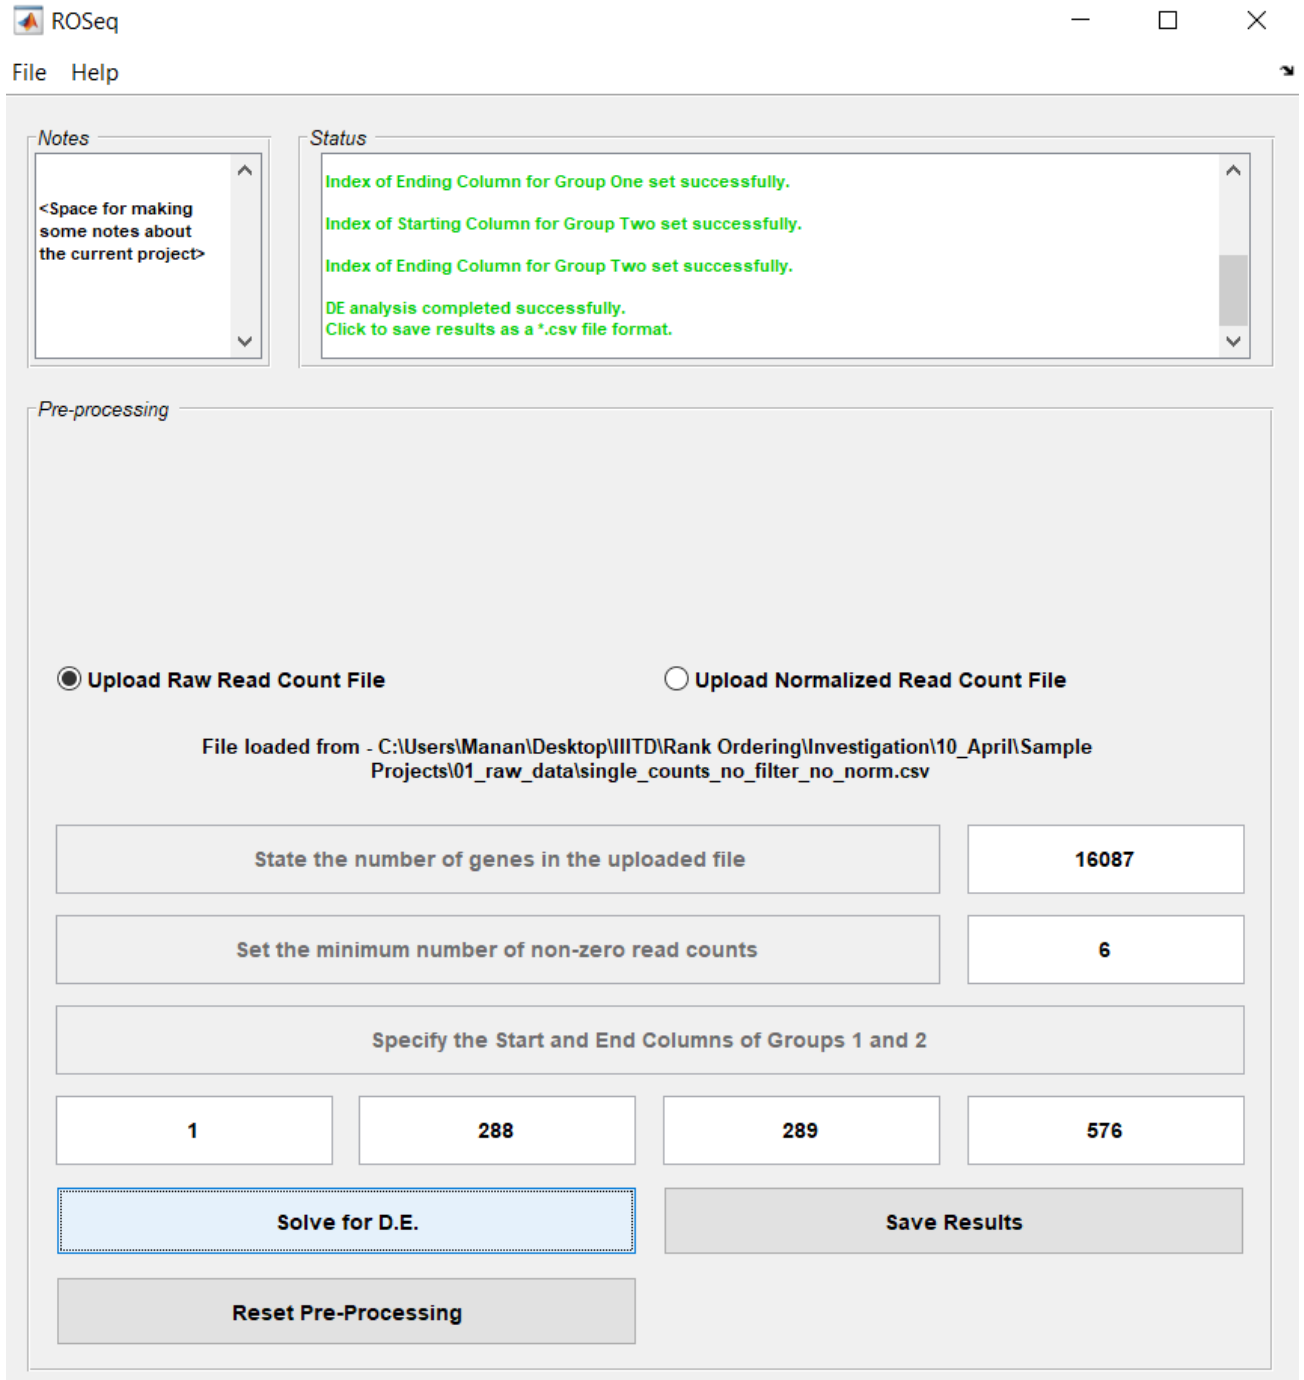 ROSeq
File Help
Notes
<Space for making
some notes about
the current project>
Status
Index of Ending Column for Group One set successfully.
Index of Starting Column for Group Two set successfully.
Index of Ending Column for Group Two set successfully.
DE analysis completed successfully.
Click to save results as a *.csv file format.
Pre-processing
Upload Raw Read Count File
Upload Normalized Read Count File
File loaded from - C:\Users\Manan\Desktop\IIITD\Rank Ordering\Investigation\10_April\Sample
Projects\01_raw_data\single_counts_no_filter_no_norm.csv
State the number of genes in the uploaded file
16087
Set the minimum number of non-zero read counts
6
Specify the Start and End Columns of Groups 1 and 2
1
288
289
576
Solve for D.E.
Save Results
Reset Pre-Processing